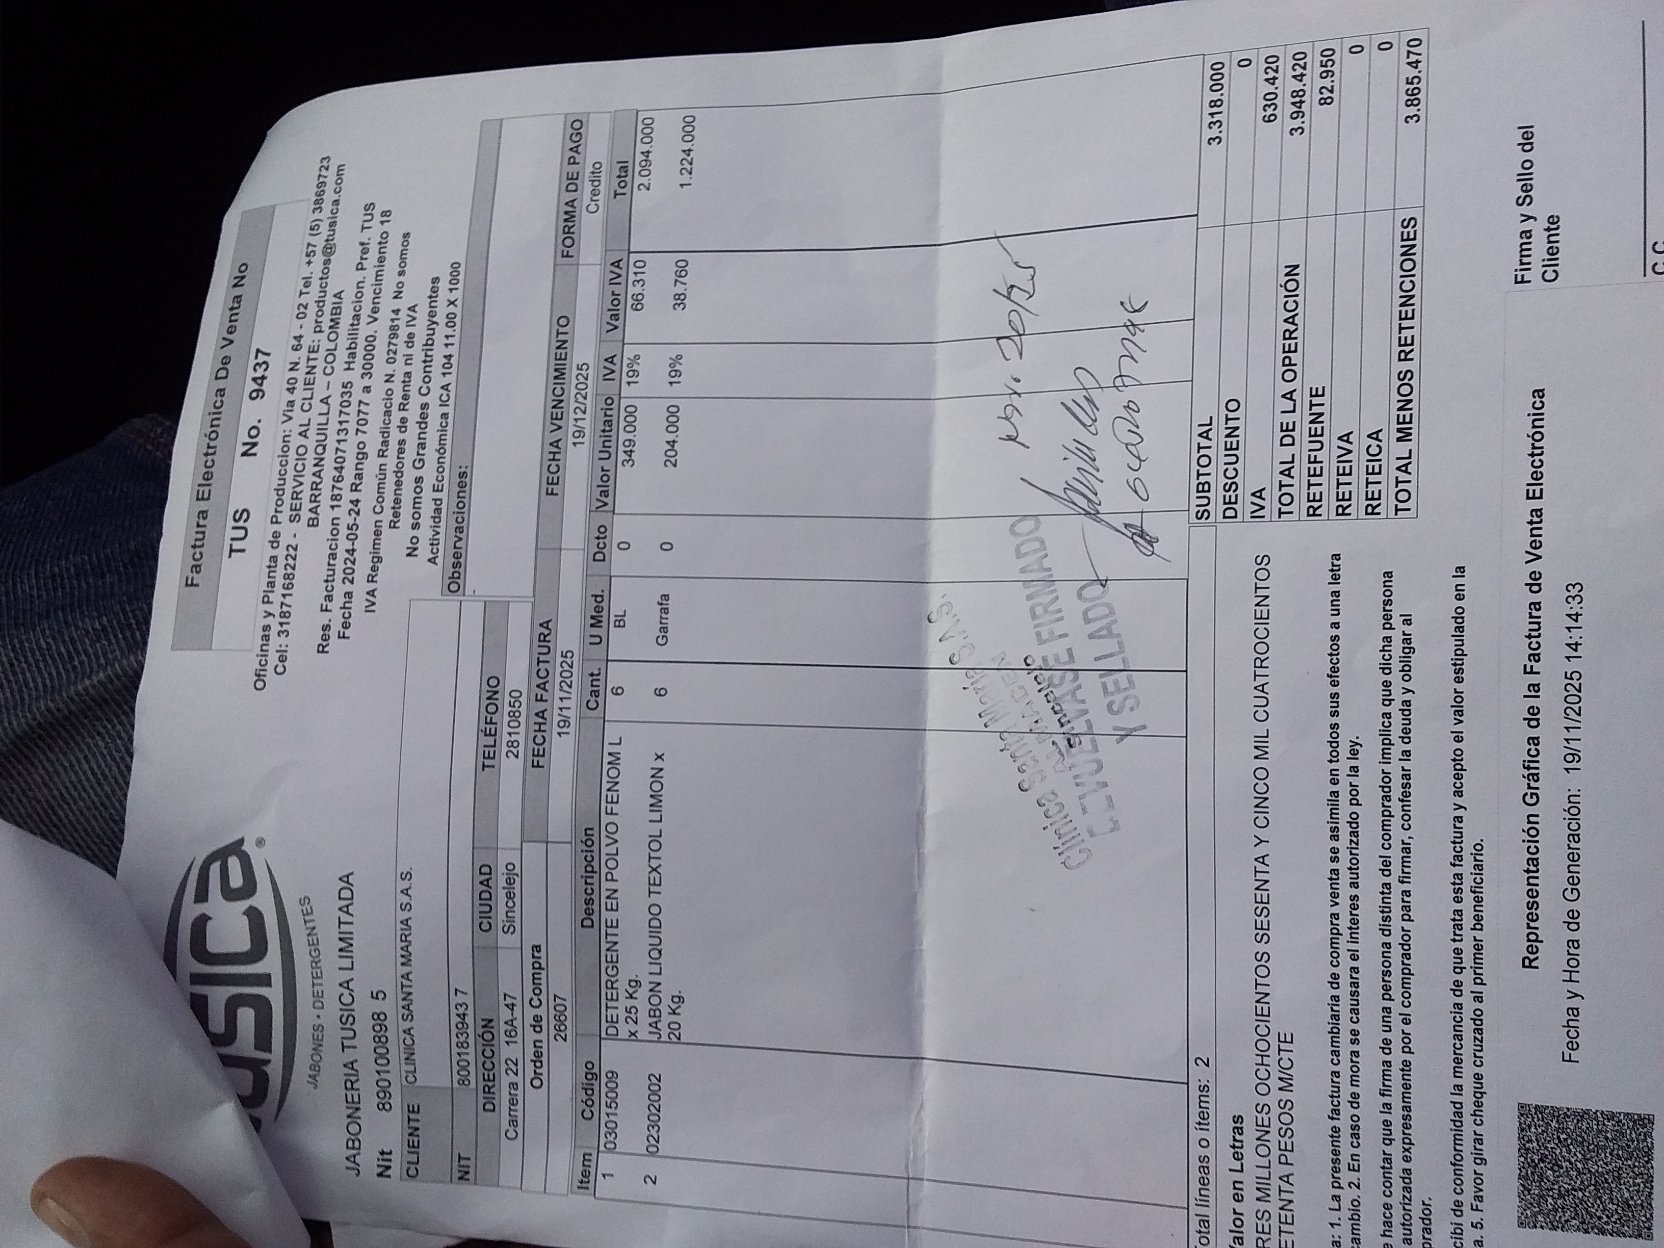 Factura Electrónica De Venta No
TUS No. 9437
Oficinas y Planta de Produccion: Via 40 N. 64 - 02 Tel. +57 (5) 3869723
Cel: 3187168222 - SERVICIO AL CLIENTE: productos@tusica.com
BARRANQUILLA – COLOMBIA
Res. Facturacion 18764071317035 Habilitacion. Pref. TUS
Fecha 2024-05-24 Rango 7077 a 30000. Vencimiento 18
IVA Regimen Común Radicacio N. 0279814 No somos
Retenedores de Renta ni de IVA
No somos Grandes Contribuyentes
Actividad Económica ICA 104 11.00 X 1000
JABONES • DETERGENTES
JABONERIA TUSICA LIMITADA
Nit 890100898 5
CLIENTE CLINICA SANTA MARIA S.A.S.
Observaciones:
NIT 800183943 7
.
DIRECCIÓN CIUDAD TELÉFONO
Carrera 22 16A-47 Sincelejo 2810850
Orden de Compra FECHA FACTURA FECHA VENCIMIENTO FORMA DE PAGO
26607 19/11/2025 19/12/2025 Credito
Item Código Descripción Cant. U Med. Dcto Valor Unitario IVA Valor IVA Total
1 03015009 DETERGENTE EN POLVO FENOM L 6 BL 0 349.000 19% 66.310 2.094.000
x 25 Kg.
2 02302002 JABON LIQUIDO TEXTOL LIMON x 6 Garrafa 0 204.000 19% 38.760 1.224.000
20 Kg.
Clínica Santa María S.A.S.
ALMACEN
Sincelejo
DEVUELVASE FIRMADO
Y SELLADO
Total líneas o ítems: 2
SUBTOTAL 3.318.000
DESCUENTO 0
IVA 630.420
TOTAL DE LA OPERACIÓN 3.948.420
RETEFUENTE 82.950
RETEIVA 0
RETEICA 0
TOTAL MENOS RETENCIONES 3.865.470
Valor en Letras
TRES MILLONES OCHOCIENTOS SESENTA Y CINCO MIL CUATROCIENTOS
SETENTA PESOS M/CTE
a: 1. La presente factura cambiaria de compra venta se asimila en todos sus efectos a una letra
cambio. 2. En caso de mora se causara el interes autorizado por la ley.
e hace contar que la firma de una persona distinta del comprador implica que dicha persona
autorizada expresamente por el comprador para firmar, confesar la deuda y obligar al
prador.
cibi de conformidad la mercancia de que trata esta factura y acepto el valor estipulado en la
a. 5. Favor girar cheque cruzado al primer beneficiario.
Firma y Sello del
Cliente
C.C.
Representación Gráfica de la Factura de Venta Electrónica
Fecha y Hora de Generación: 19/11/2025 14:14:33